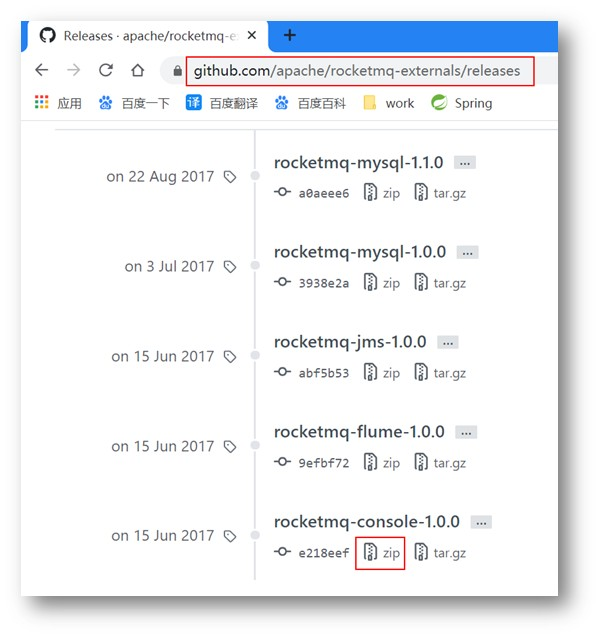 Releases · apache/rocketmq-e
github.com/apache/rocketmq-externals/releases
应用 百度一下 译 百度翻译 百度百科 work Spring
rocketmq-mysql-1.1.0 ...
on 22 Aug 2017
a0aeee6 zip tar.gz
rocketmq-mysql-1.0.0 ...
on 3 Jul 2017
3938e2a zip tar.gz
rocketmq-jms-1.0.0 ...
on 15 Jun 2017
abf5b53 zip tar.gz
rocketmq-flume-1.0.0 ...
on 15 Jun 2017
9efbf72 zip tar.gz
rocketmq-console-1.0.0 ...
on 15 Jun 2017
e218eef zip tar.gz